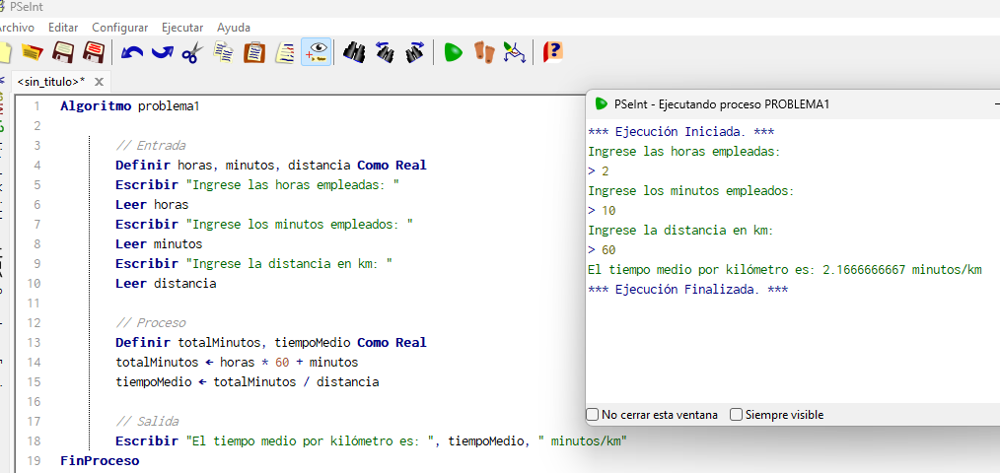 PSeInt
Archivo Editar Configurar Ejecutar Ayuda
<sin_titulo>* X
1 Algoritmo problema1
2
3 // Entrada
4 Definir horas, minutos, distancia Como Real
5 Escribir "Ingrese las horas empleadas: "
6 Leer horas
7 Escribir "Ingrese los minutos empleados: "
8 Leer minutos
9 Escribir "Ingrese la distancia en km: "
10 Leer distancia
11
12 // Proceso
13 Definir totalMinutos, tiempoMedio Como Real
14 totalMinutos ← horas * 60 + minutos
15 tiempoMedio ← totalMinutos / distancia
16
17 // Salida
18 Escribir "El tiempo medio por kilómetro es: ", tiempoMedio, " minutos/km"
19 FinProceso
PSeInt - Ejecutando proceso PROBLEMA1
*** Ejecución Iniciada. ***
Ingrese las horas empleadas:
> 2
Ingrese los minutos empleados:
> 10
Ingrese la distancia en km:
> 60
El tiempo medio por kilómetro es: 2.1666666667 minutos/km
*** Ejecución Finalizada. ***
No cerrar esta ventana Siempre visible